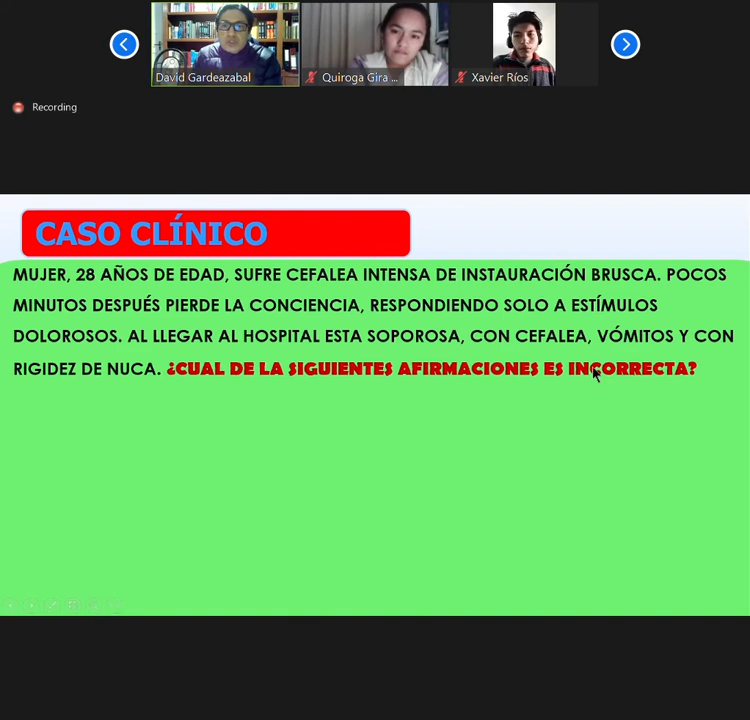 David Gardeazabal
Quiroga Gira ...
Xavier Ríos
Recording
CASO CLÍNICO
MUJER, 28 AÑOS DE EDAD, SUFRE CEFALEA INTENSA DE INSTAURACIÓN BRUSCA. POCOS
MINUTOS DESPUÉS PIERDE LA CONCIENCIA, RESPONDIENDO SOLO A ESTÍMULOS
DOLOROSOS. AL LLEGAR AL HOSPITAL ESTA SOPOROSA, CON CEFALEA, VÓMITOS Y CON
RIGIDEZ DE NUCA. ¿CUAL DE LA SIGUIENTES AFIRMACIONES ES INCORRECTA?